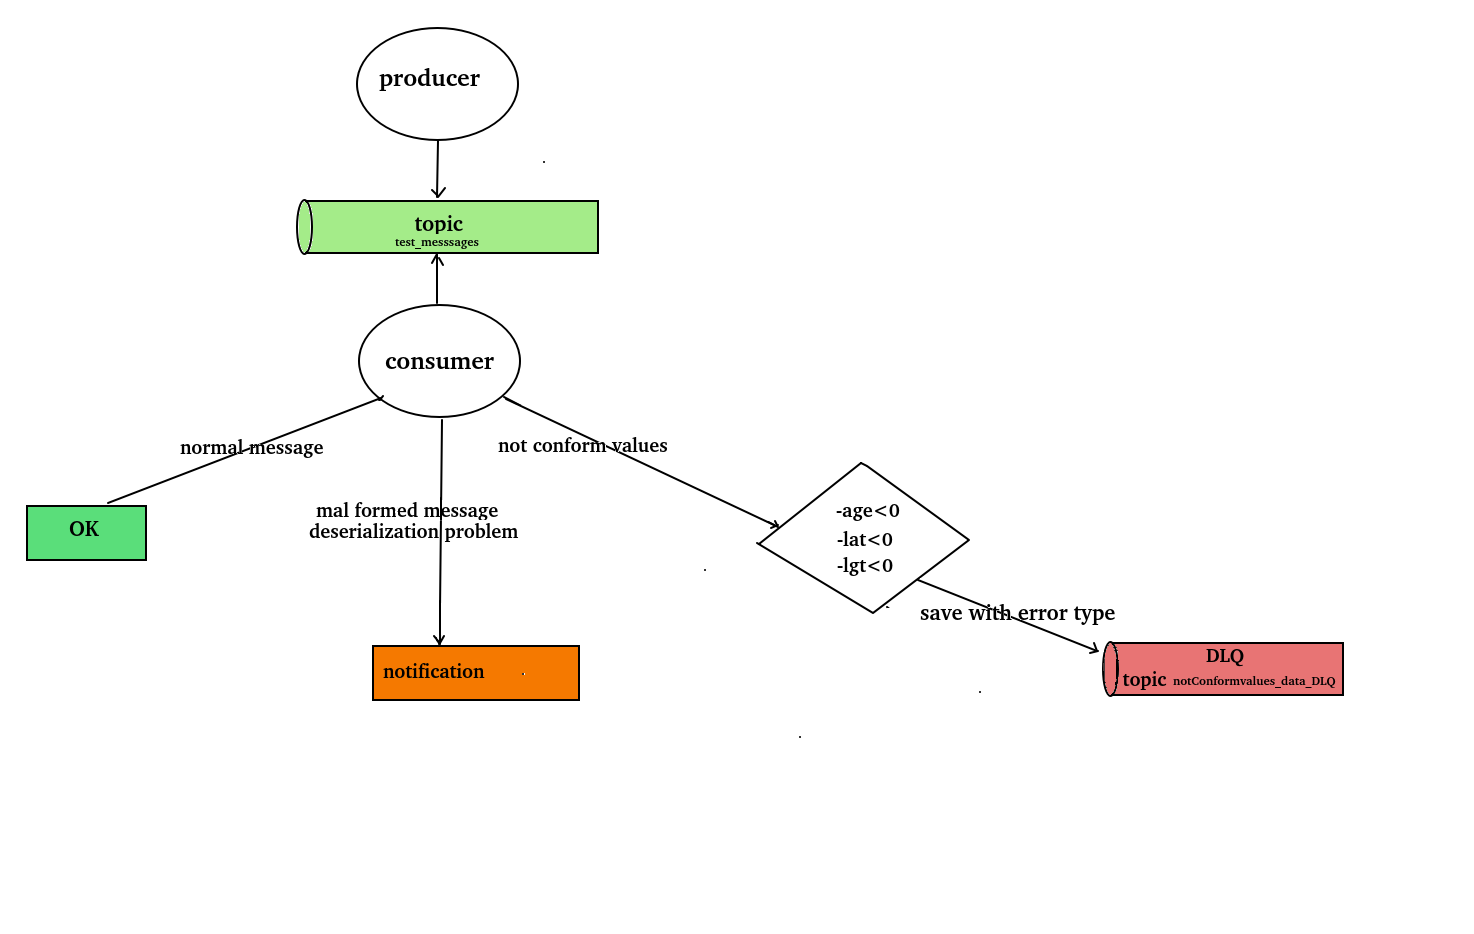 producer
topic
test_messsages
consumer
normal message
not conform values
mal formed message
deserialization problem
OK
-age<0
-lat<0
-lgt<0
save with error type
notification
DLQ
topic notConformvalues_data_DLQ